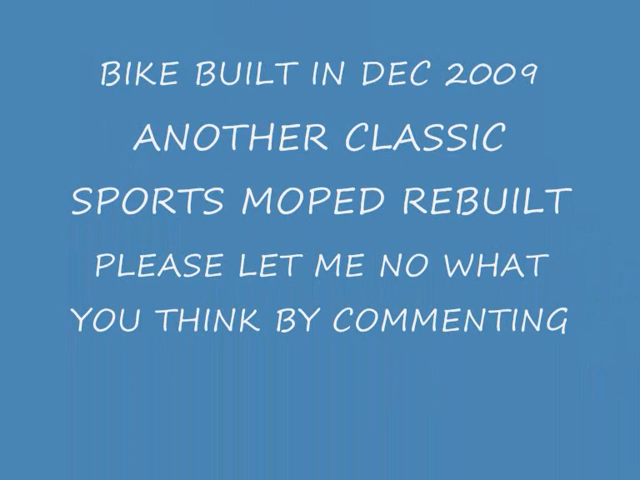 BIKE BUILT IN DEC 2009
ANOTHER CLASSIC
SPORTS MOPED REBUILT
PLEASE LET ME NO WHAT
YOU THINK BY COMMENTING